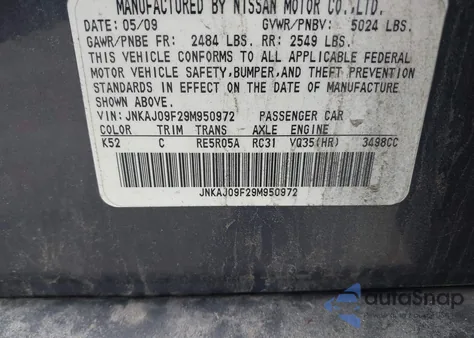 MANUFACTURED BY NISSAN MOTOR CO.,LTD.
DATE: 05/09 GVWR/PNBV: 5024 LBS.
GAWR/PNBE FR: 2484 LBS. RR: 2549 LBS.
THIS VEHICLE CONFORMS TO ALL APPLICABLE FEDERAL
MOTOR VEHICLE SAFETY, BUMPER, AND THEFT PREVENTION
STANDARDS IN EFFECT ON THE DATE OF MANUFACTURE
SHOWN ABOVE.
VIN: JNKAJ09F29M950972 PASSENGER CAR
COLOR TRIM TRANS AXLE ENGINE
K52 C RE5R05A RC31 VQ35(HR) 3498CC
JNKAJ09F29M950972
autoSnap